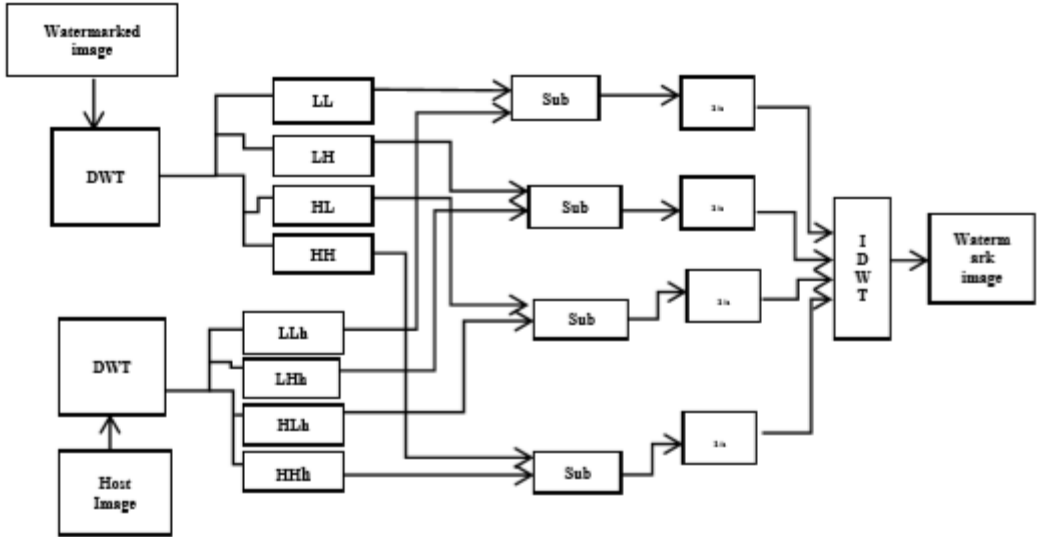 Watermarked
image
DWT
LL
LH
HL
HH
Sub
Sub
Sub
Sub
I
D
W
T
Waterm
ark
image
DWT
LLh
LHh
HLh
HHh
Host
Image